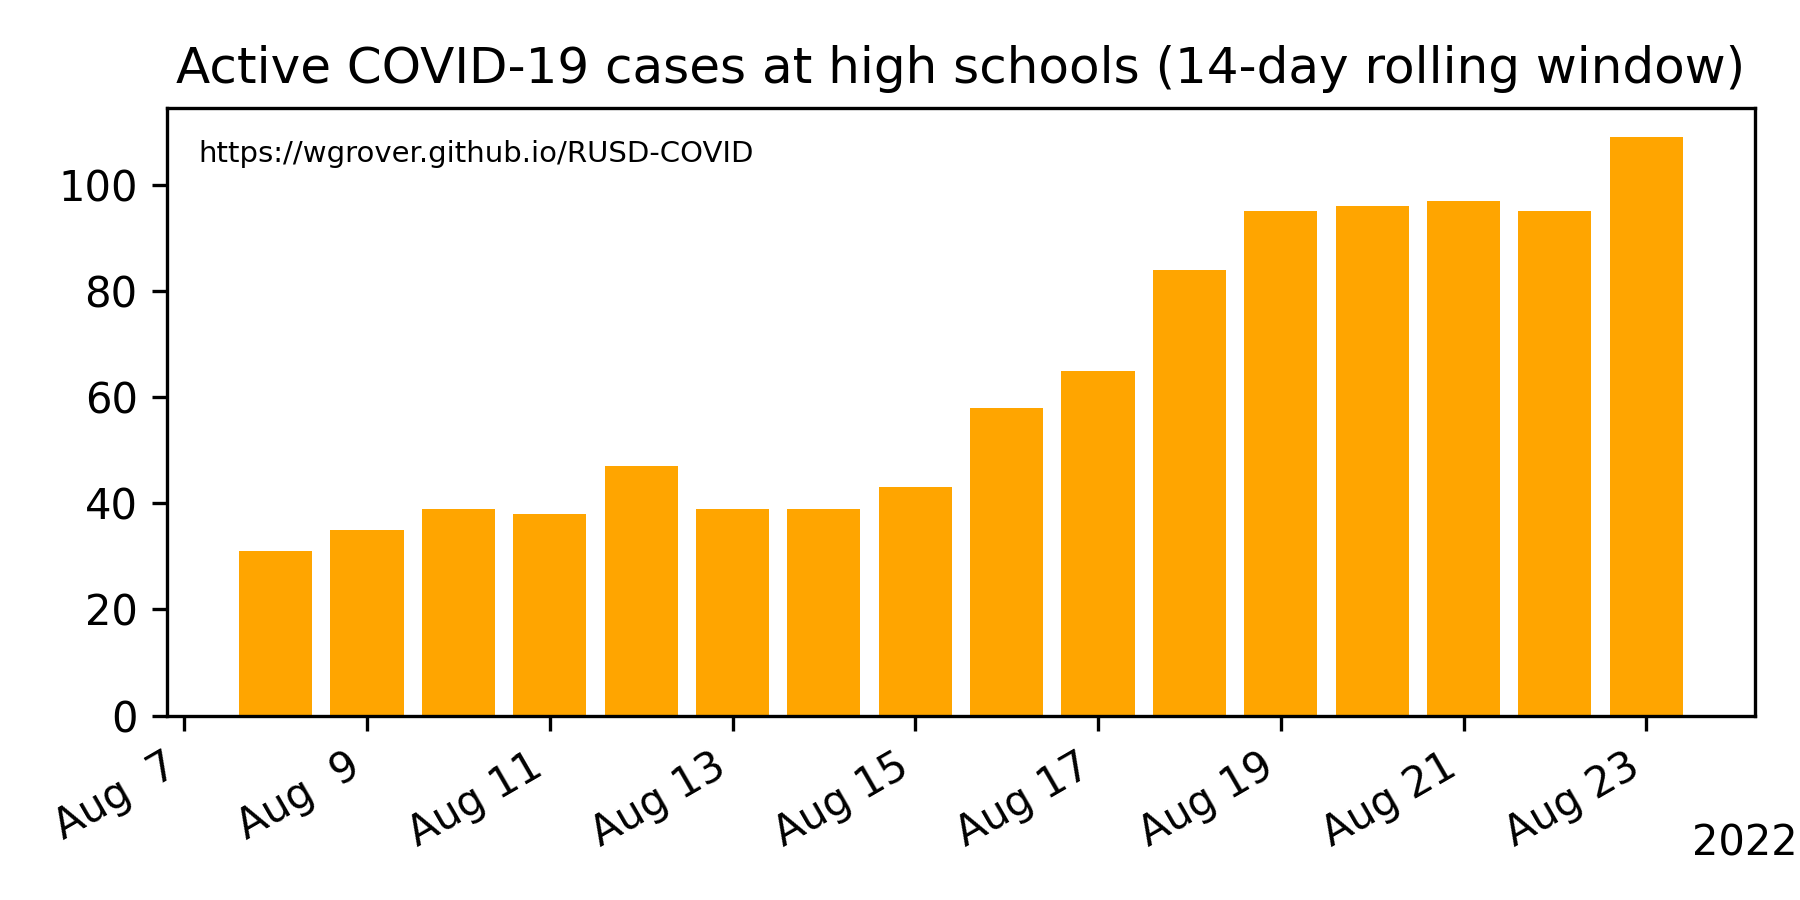 Active COVID-19 cases at high schools (14-day rolling window)
https://wgrover.github.io/RUSD-COVID
100
80
60
40
20
0
Aug 7
Aug 9
Aug 11
Aug 13
Aug 15
Aug 17
Aug 19
Aug 21
Aug 23
2022